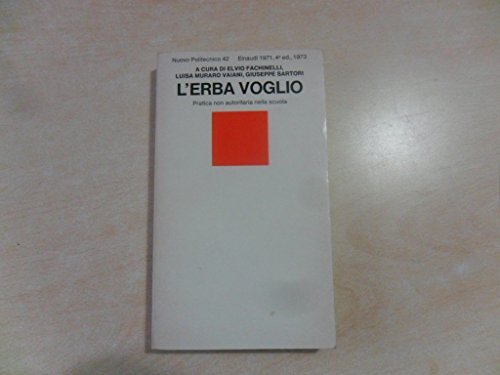 Nuovo Politecnico 42 Einaudi 1971, 4ª ed., 1973
A CURA DI ELVIO FACHINELLI,
LUISA MURARO VAIANI, GIUSEPPE SARTORI
L'ERBA VOGLIO
Pratica non autoritaria nella scuola